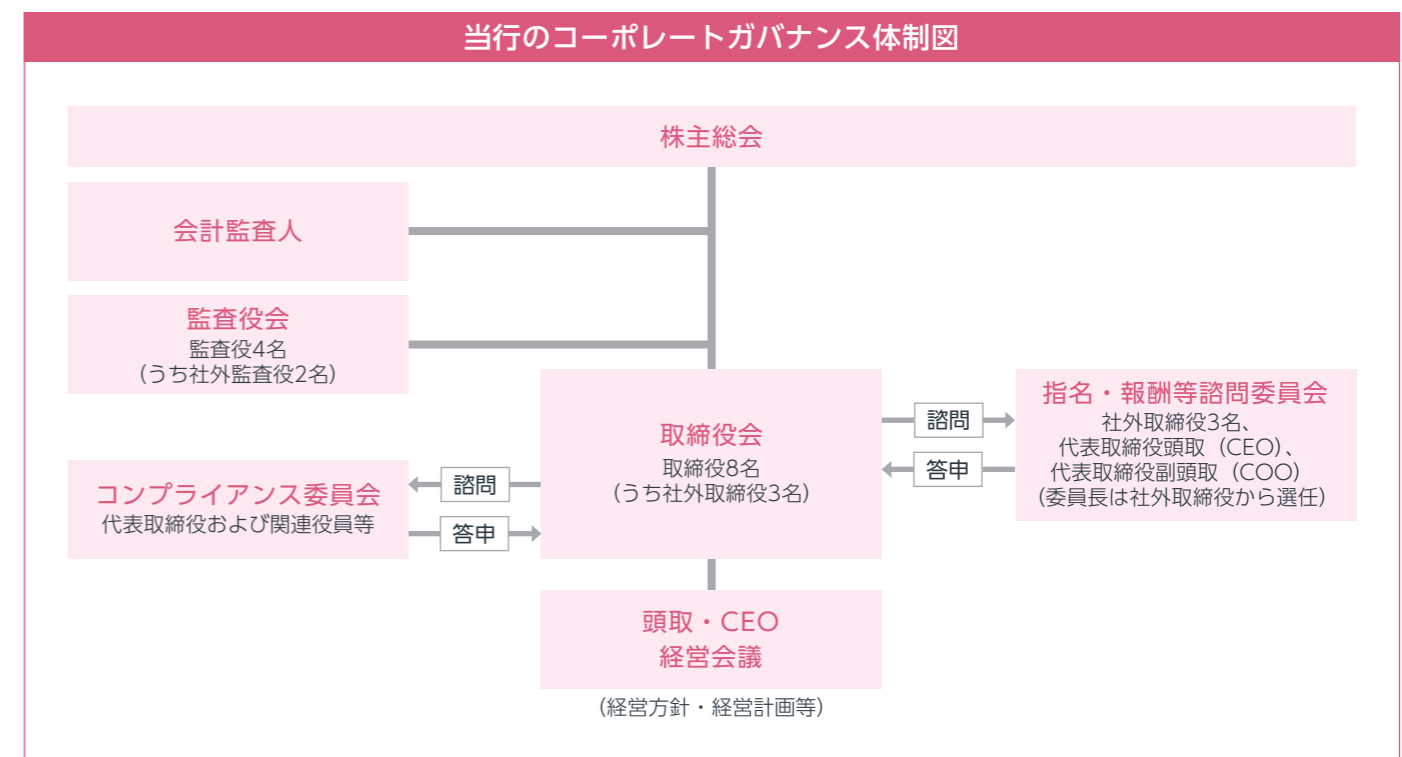 当行のコーポレートガバナンス体制図
株主総会
会計監査人
監査役会
監査役4名
(うち社外監査役2名)
取締役会
取締役8名
(うち社外取締役3名)
諮問
答申
指名・報酬等諮問委員会
社外取締役3名、
代表取締役頭取（CEO）、
代表取締役副頭取（COO）
(委員長は社外取締役から選任)
コンプライアンス委員会
代表取締役および関連役員等
諮問
答申
頭取・CEO
経営会議
(経営方針・経営計画等)